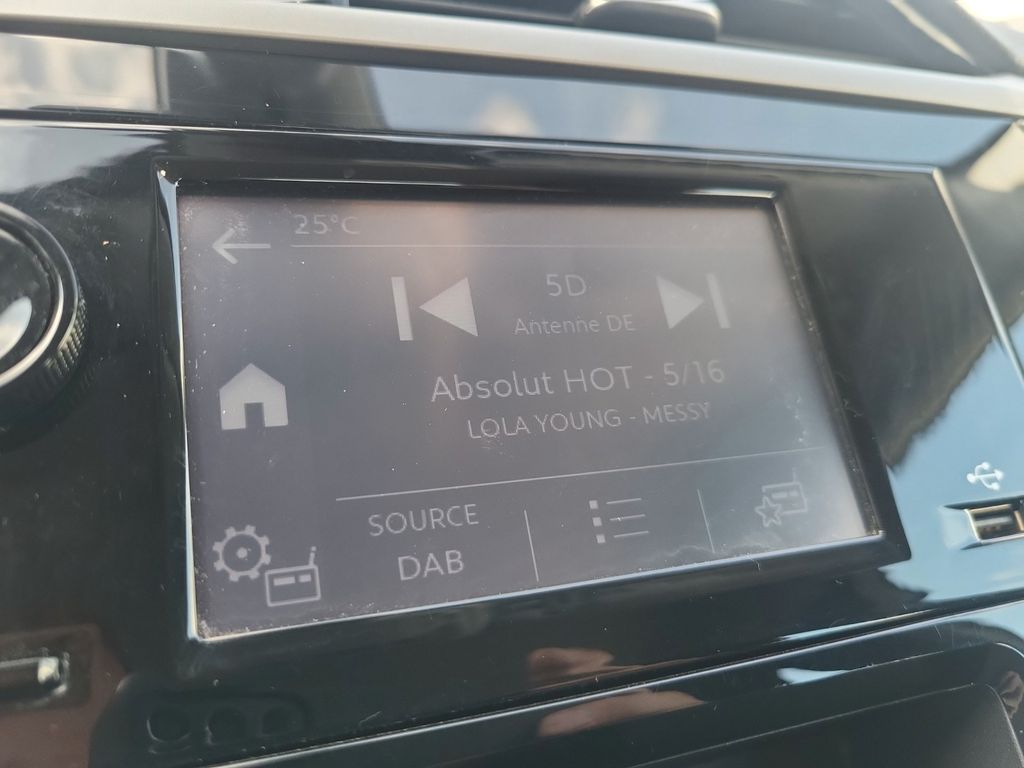 25°C
5D
Antenne DE
Absolut HOT - 5/16
LOLA YOUNG - MESSY
SOURCE
DAB